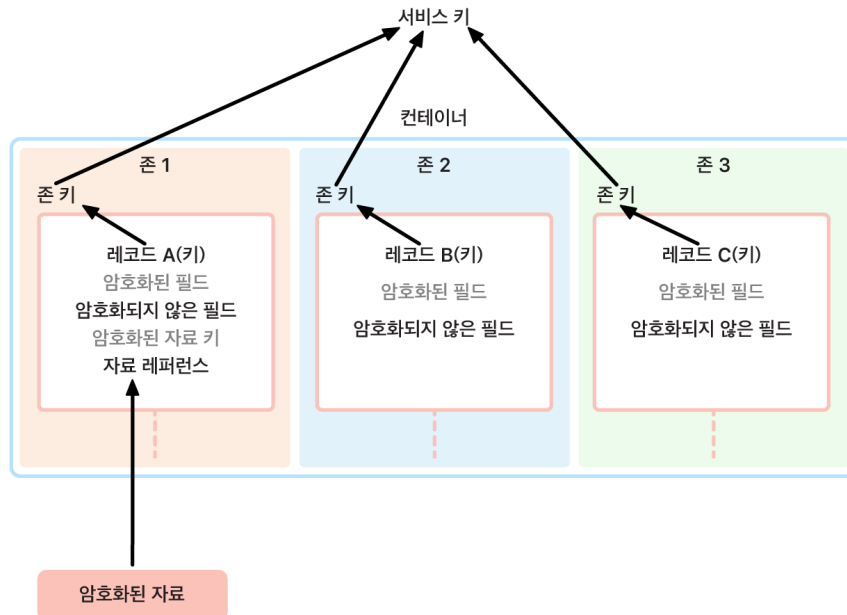 서비스 키
컨테이너
존 1
존 키
레코드 A(키)
암호화된 필드
암호화되지 않은 필드
암호화된 자료 키
자료 레퍼런스
존 2
존 키
레코드 B(키)
암호화된 필드
암호화되지 않은 필드
존 3
존 키
레코드 C(키)
암호화된 필드
암호화되지 않은 필드
암호화된 자료